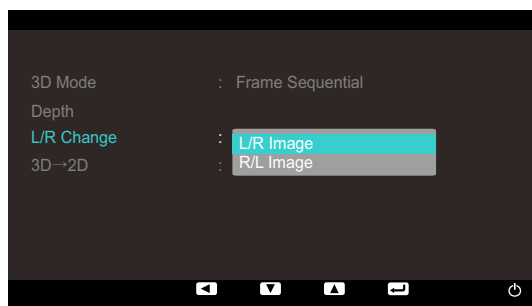 3D Mode : Frame Sequential
Depth
L/R Change : L/R Image
R/L Image
3D→2D :